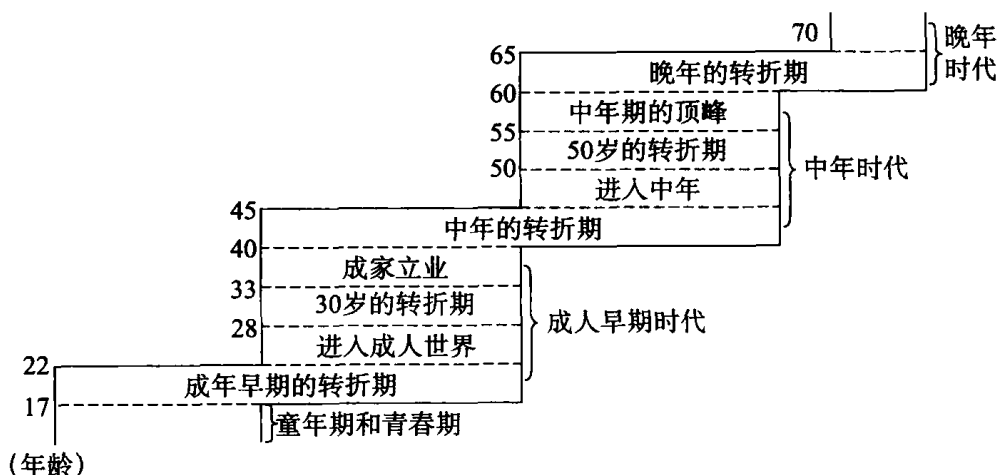 70
晚年
时代
65
晚年的转折期
60
中年期的顶峰
55
50岁的转折期
中年时代
50
进入中年
45
中年的转折期
40
成家立业
33
30岁的转折期
成人早期时代
28
进入成人世界
22
成年早期的转折期
17
童年期和青春期
(年龄)